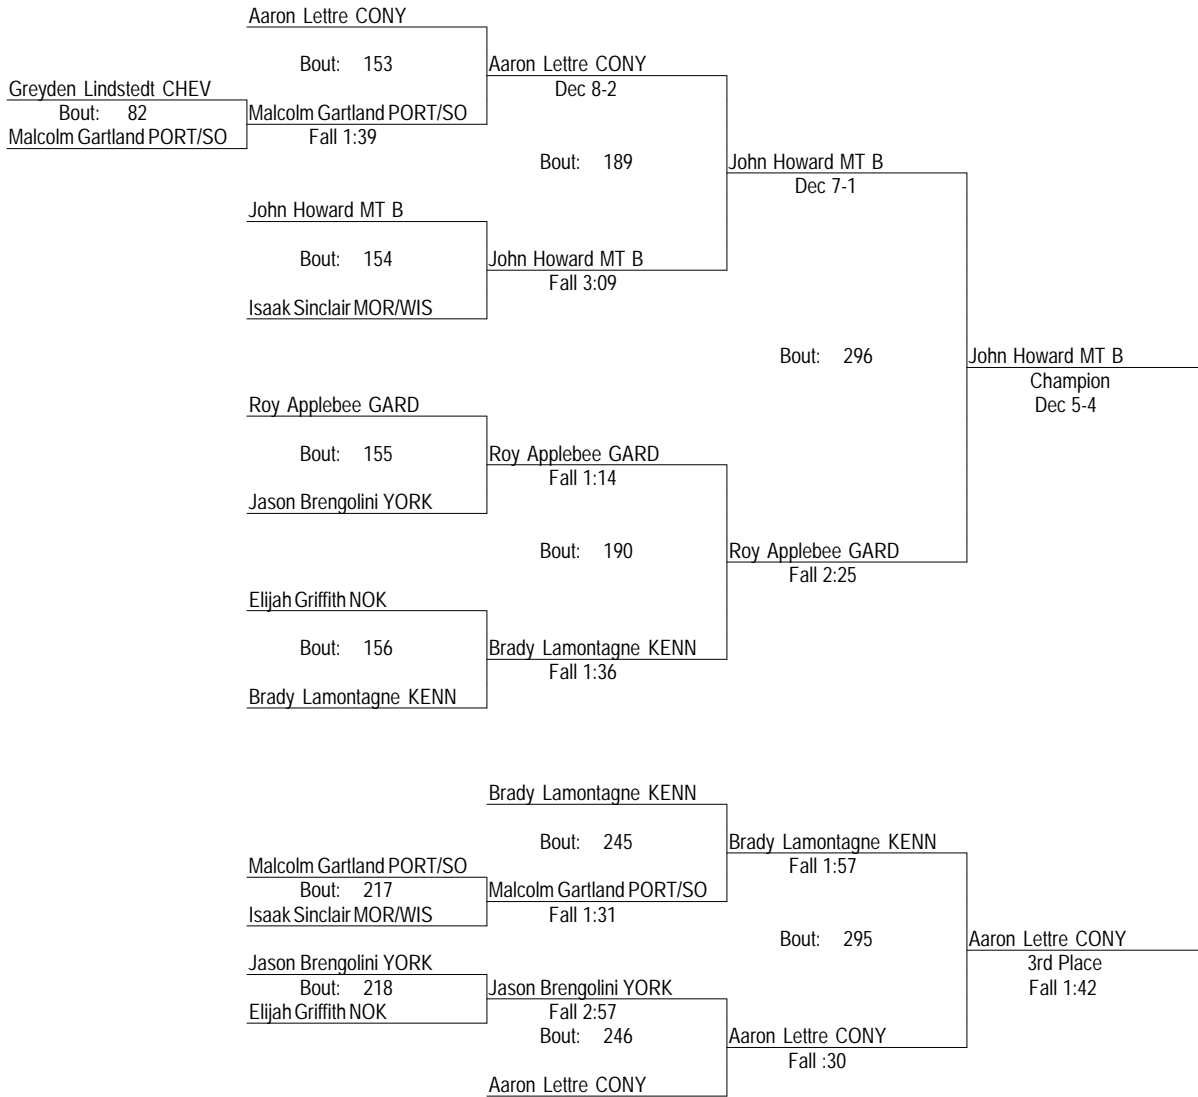 Aaron Lettre CONY
Bout: 153
Aaron Lettre CONY
Dec 8-2
Greyden Lindstedt CHEV
Bout: 82
Malcolm Gartland PORT/SO
Malcolm Gartland PORT/SO
Fall 1:39
Bout: 189
John Howard MT B
Dec 7-1
John Howard MT B
Bout: 154
John Howard MT B
Fall 3:09
Isaak Sinclair MOR/WIS
Bout: 296
John Howard MT B
Champion
Dec 5-4
Roy Applebee GARD
Bout: 155
Roy Applebee GARD
Fall 1:14
Jason Brengolini YORK
Bout: 190
Roy Applebee GARD
Fall 2:25
Elijah Griffith NOK
Bout: 156
Brady Lamontagne KENN
Fall 1:36
Brady Lamontagne KENN
Brady Lamontagne KENN
Bout: 245
Brady Lamontagne KENN
Fall 1:57
Malcolm Gartland PORT/SO
Bout: 217
Malcolm Gartland PORT/SO
Isaak Sinclair MOR/WIS
Fall 1:31
Bout: 295
Aaron Lettre CONY
3rd Place
Fall 1:42
Jason Brengolini YORK
Bout: 218
Jason Brengolini YORK
Elijah Griffith NOK
Fall 2:57
Bout: 246
Aaron Lettre CONY
Fall :30
Aaron Lettre CONY